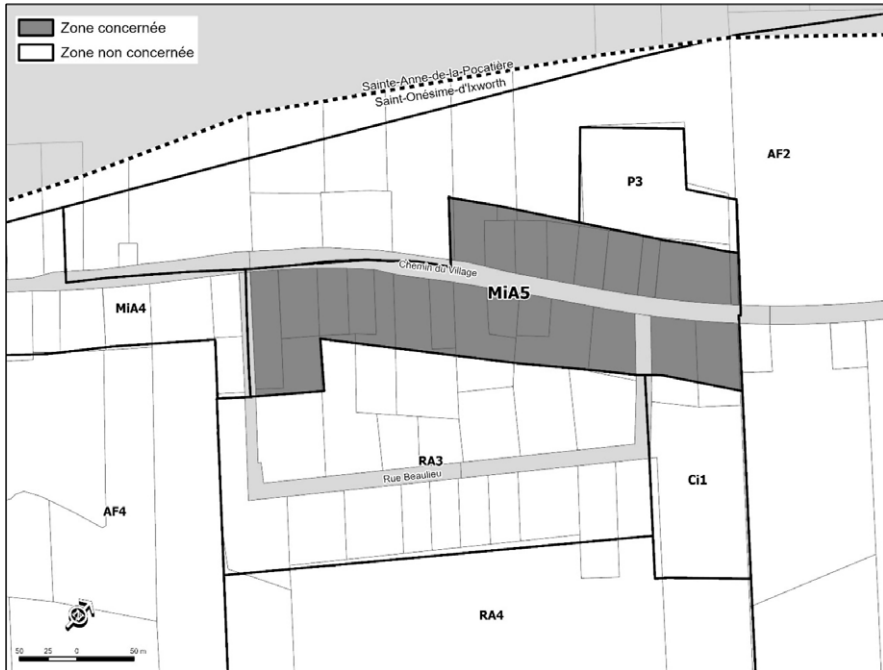 Zone concernée
Zone non concernée
Sainte-Anne-de-la-Pocatière
Saint-Onésime-d'Ixworth
AF2
P3
Chemin du Village
MiA5
MiA4
RA3
Rue Beaulieu
Ci1
AF4
RA4
50 25 0 50 m